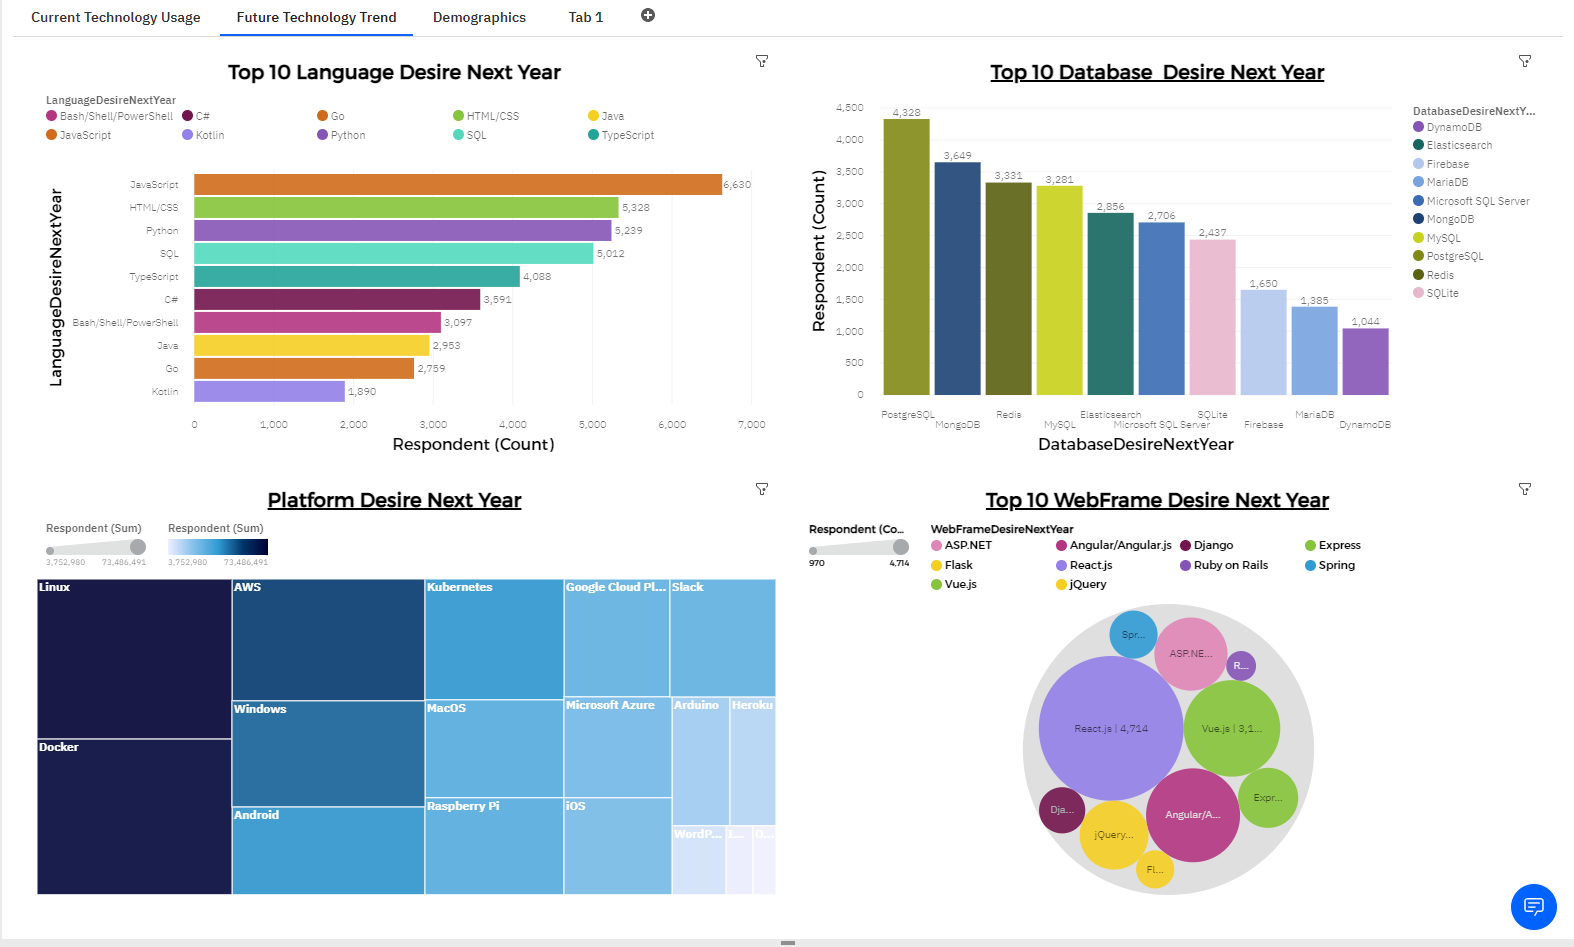 Current Technology Usage Future Technology Trend Demographics Tab 1
Top 10 Language Desire Next Year
LanguageDesireNextYear
Bash/Shell/PowerShell C# Go HTML/CSS Java
JavaScript Kotlin Python SQL TypeScript
LanguageDesireNextYear
JavaScript 6,630
HTML/CSS 5,328
Python 5,239
SQL 5,012
TypeScript 4,088
C# 3,591
Bash/Shell/PowerShell 3,097
Java 2,953
Go 2,759
Kotlin 1,890
0 1,000 2,000 3,000 4,000 5,000 6,000 7,000
Respondent (Count)
Top 10 Database Desire Next Year
Respondent (Count)
4,500
4,000
3,500
3,000
2,500
2,000
1,500
1,000
500
0
4,328 3,649 3,331 3,281 2,856 2,706 2,437 1,650 1,385 1,044
PostgreSQL MongoDB Redis MySQL Elasticsearch Microsoft SQL Server SQLite Firebase MariaDB DynamoDB
DatabaseDesireNextYear
DatabaseDesireNextY...
DynamoDB
Elasticsearch
Firebase
MariaDB
Microsoft SQL Server
MongoDB
MySQL
PostgreSQL
Redis
SQLite
Platform Desire Next Year
Respondent (Sum) Respondent (Sum)
3,752,980 73,486,491 3,752,980 73,486,491
Linux AWS Kubernetes Google Cloud Pl... Slack
Windows MacOS Microsoft Azure Arduino Heroku
Docker
Android Raspberry Pi iOS
WordP... I... O...
Top 10 WebFrame Desire Next Year
Respondent (Co... WebFrameDesireNextYear
970 4,714
ASP.NET Angular/Angular.js Django Express
Flask React.js Ruby on Rails Spring
Vue.js jQuery
Spr... ASP.NE... R...
React.js | 4,714 Vue.js | 3,1...
Dja... jQuery... Angular/A... Expr...
Fl...